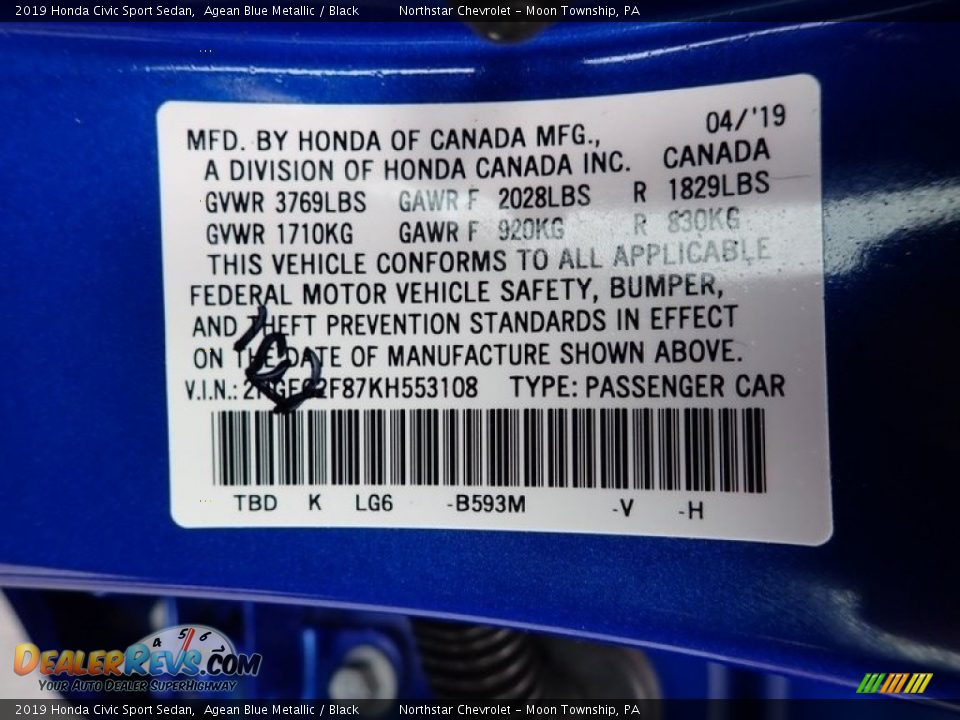 2019 Honda Civic Sport Sedan, Agean Blue Metallic / Black Northstar Chevrolet - Moon Township, PA
04/'19
MFD. BY HONDA OF CANADA MFG.,
A DIVISION OF HONDA CANADA INC. CANADA
GVWR 3769LBS GAWR F 2028LBS R 1829LBS
GVWR 1710KG GAWR F 920KG R 830KG
THIS VEHICLE CONFORMS TO ALL APPLICABLE
FEDERAL MOTOR VEHICLE SAFETY, BUMPER,
AND THEFT PREVENTION STANDARDS IN EFFECT
ON THE DATE OF MANUFACTURE SHOWN ABOVE.
V.I.N.: TYPE: PASSENGER CAR
TBD K LG6 -B593M -V -H
4 5 6
DEALERREVS.COM
YOUR AUTO DEALER SUPERHIGHWAY
2019 Honda Civic Sport Sedan, Agean Blue Metallic / Black Northstar Chevrolet - Moon Township, PA